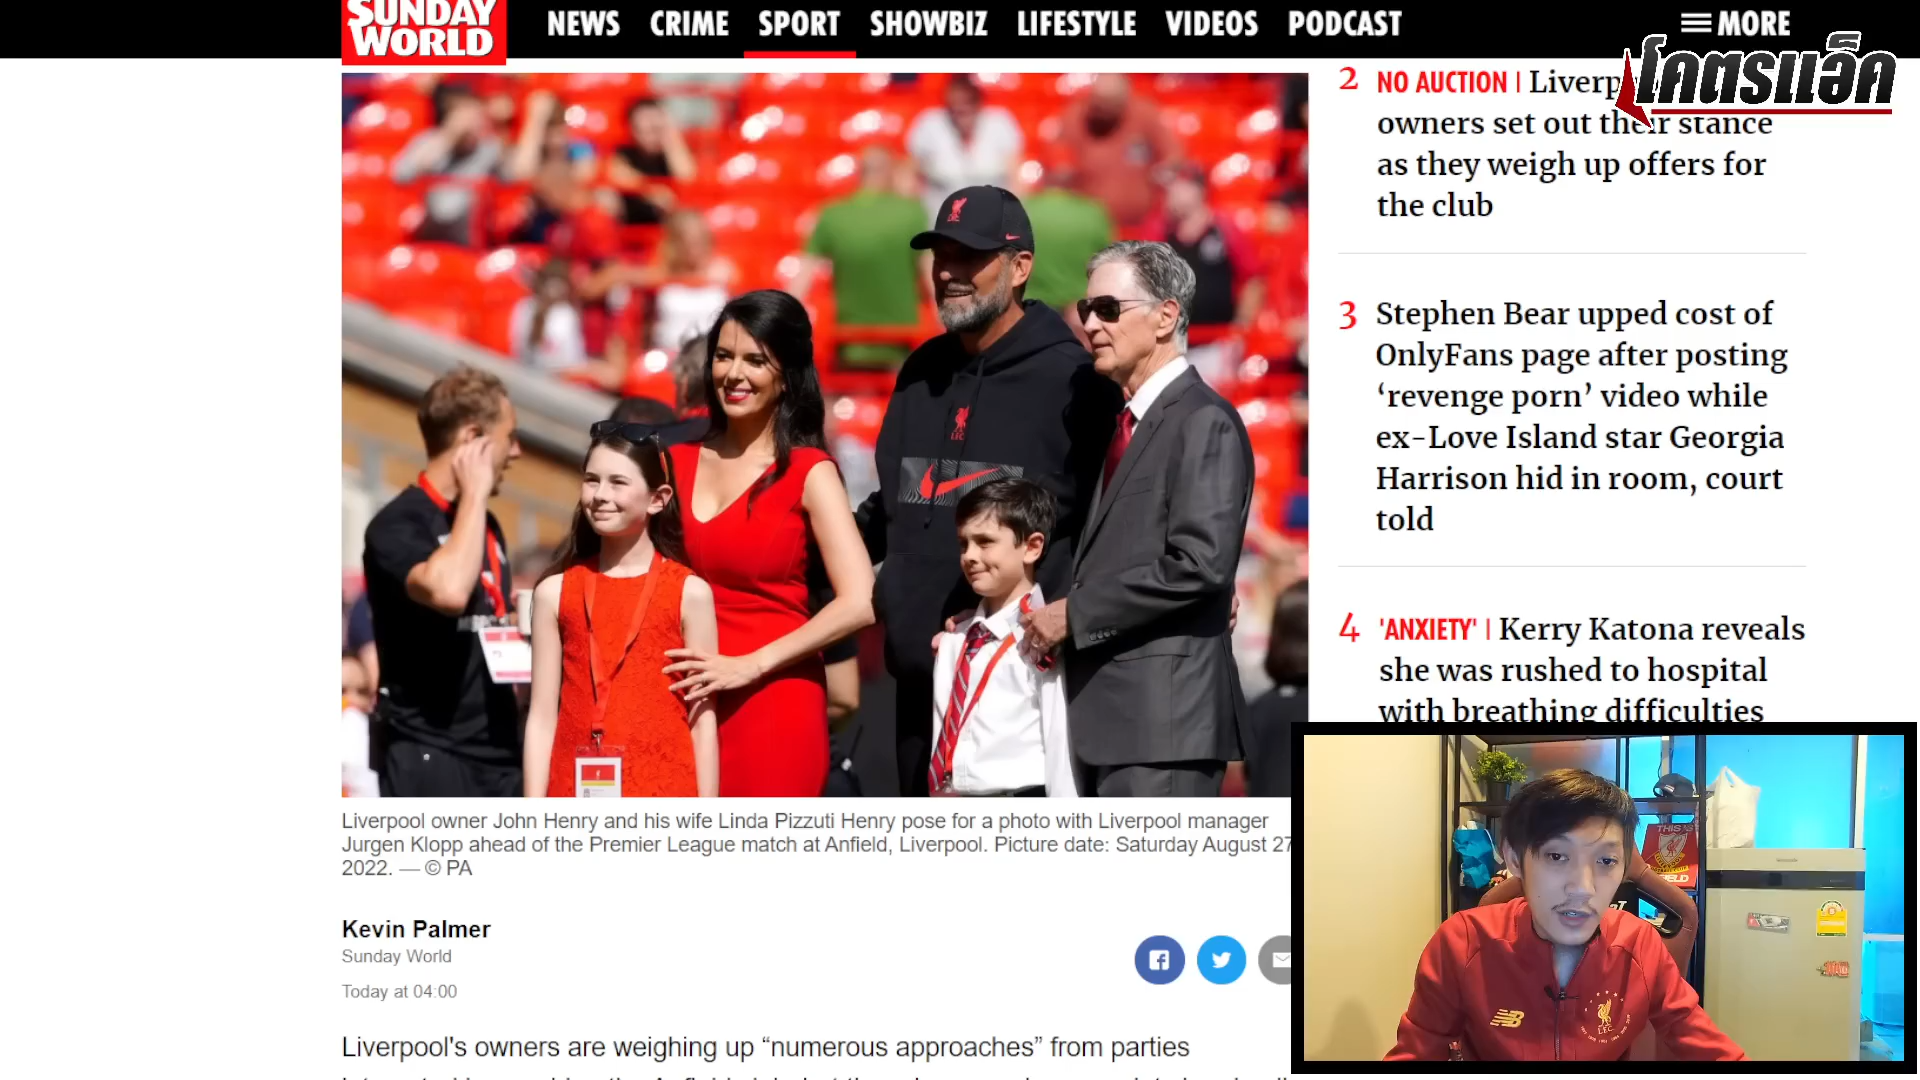 SUNDAY
WORLD
NEWS CRIME SPORT SHOWBIZ LIFESTYLE VIDEOS PODCAST MORE
โคตรแอ็ค
2 NO AUCTION | Liverp
owners set out their stance
as they weigh up offers for
the club
3 Stephen Bear upped cost of
OnlyFans page after posting
‘revenge porn’ video while
ex-Love Island star Georgia
Harrison hid in room, court
told
4 'ANXIETY' | Kerry Katona reveals
she was rushed to hospital
with breathing difficulties
Liverpool owner John Henry and his wife Linda Pizzuti Henry pose for a photo with Liverpool manager
Jurgen Klopp ahead of the Premier League match at Anfield, Liverpool. Picture date: Saturday August 27
2022. — © PA
Kevin Palmer
Sunday World
Today at 04:00
Liverpool's owners are weighing up “numerous approaches” from parties
THIS IS